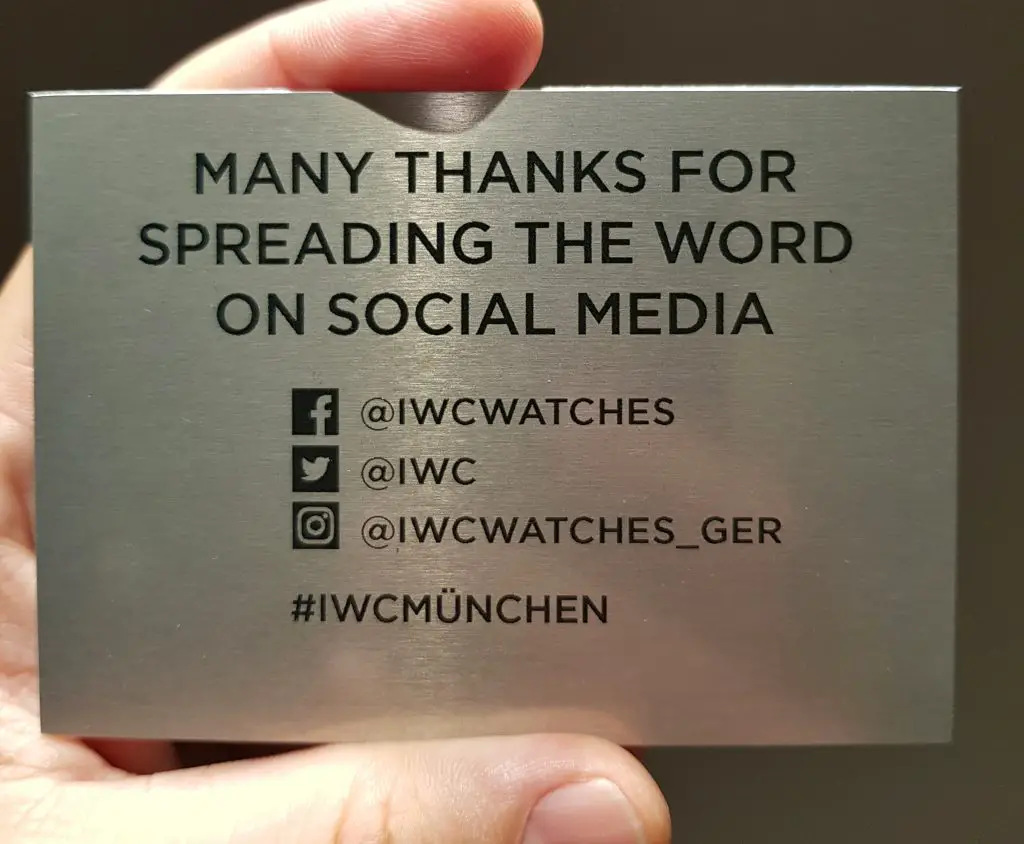 MANY THANKS FOR
SPREADING THE WORD
ON SOCIAL MEDIA
@IWCWATCHES
@IWC
@IWCWATCHES_GER
#IWCMÜNCHEN